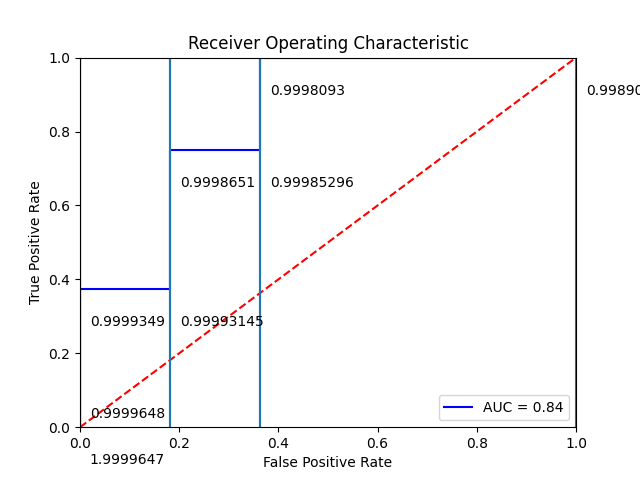 Receiver Operating Characteristic
1.0
0.8
0.6
0.4
0.2
0.0
True Positive Rate
0.9998093
0.99890
0.9998651
0.99985296
0.9999349
0.99993145
0.9999648
AUC = 0.84
0.0 0.2 0.4 0.6 0.8 1.0
1.9999647
False Positive Rate